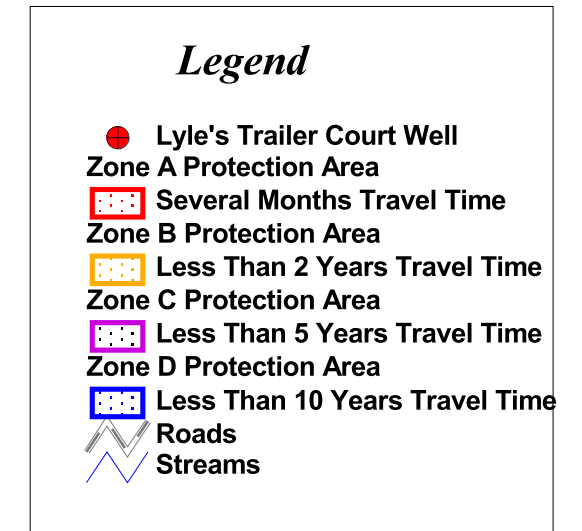 Legend
Lyle's Trailer Court Well
Zone A Protection Area
Several Months Travel Time
Zone B Protection Area
Less Than 2 Years Travel Time
Zone C Protection Area
Less Than 5 Years Travel Time
Zone D Protection Area
Less Than 10 Years Travel Time
Roads
Streams